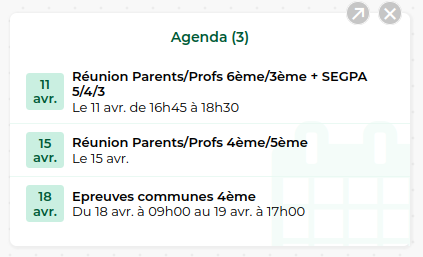 Agenda (3)
11
avr.
Réunion Parents/Profs 6ème/3ème + SEGPA
5/4/3
Le 11 avr. de 16h45 à 18h30
15
avr.
Réunion Parents/Profs 4ème/5ème
Le 15 avr.
18
avr.
Epreuves communes 4ème
Du 18 avr. à 09h00 au 19 avr. à 17h00